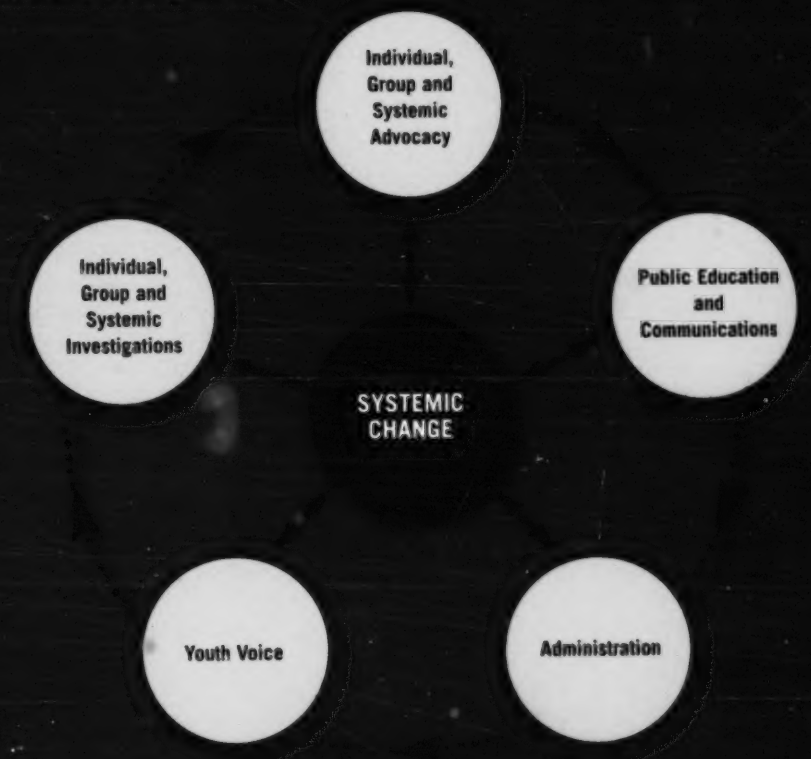 Individual,
Group and
Systemic
Advocacy
Individual,
Group and
Systemic
Investigations
Public Education
and
Communications
SYSTEMIC
CHANGE
Youth Voice
Administration